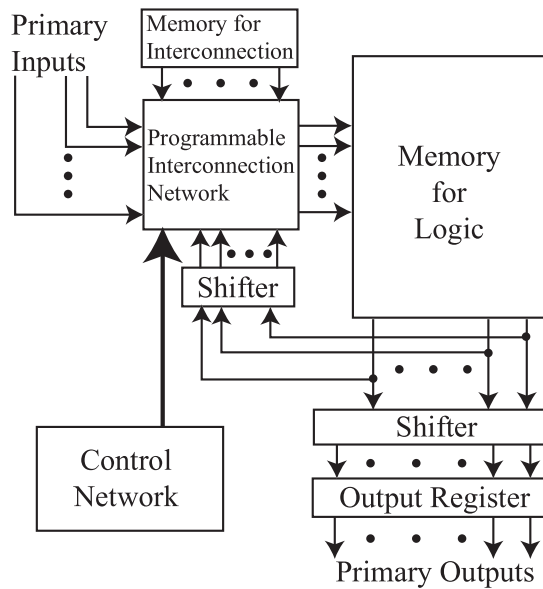 Primary
Inputs
Memory for
Interconnection
Programmable
Interconnection
Network
Memory
for
Logic
Shifter
Control
Network
Shifter
Output Register
Primary Outputs